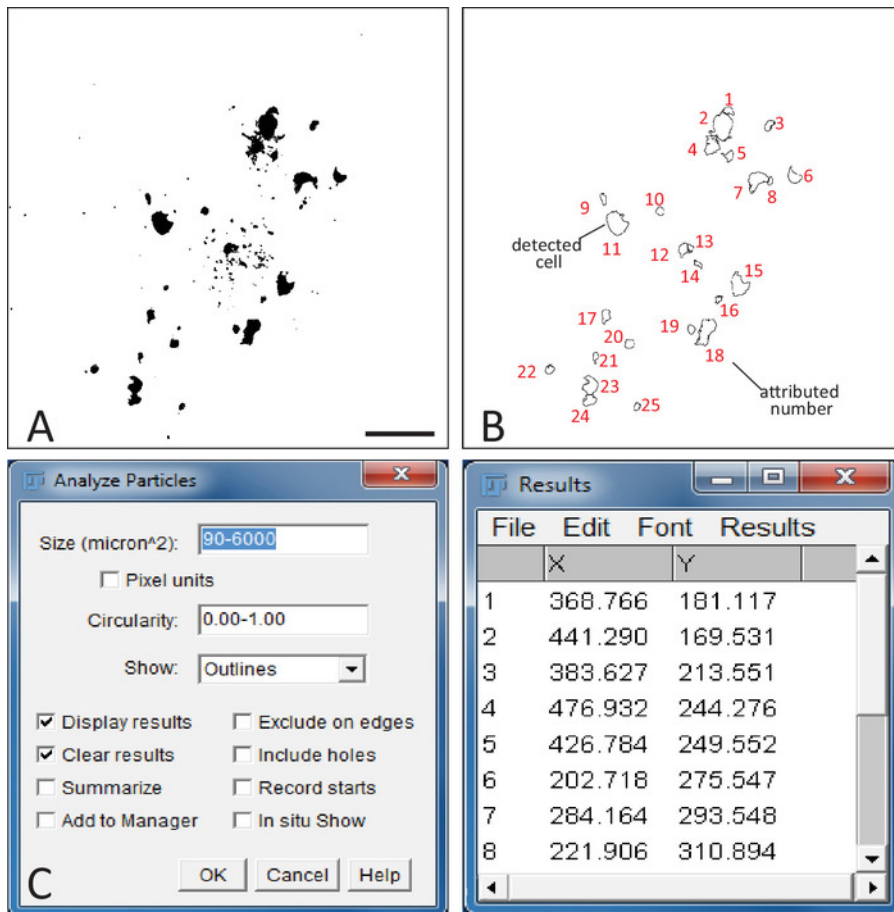 A
1
2
3
4
5
6
7
8
9
10
detected
cell
11
12
13
14
15
16
17
19
20
18
21
22
23
attributed
number
24
25
B
Analyze Particles
Size (micron^2): 90-6000
Pixel units
Circularity: 0.00-1.00
Show: Outlines
Display results Exclude on edges
Clear results Include holes
Summarize Record starts
Add to Manager In situ Show
OK Cancel Help
C
Results
File Edit Font Results
X Y
1 368.766 181.117
2 441.290 169.531
3 383.627 213.551
4 476.932 244.276
5 426.784 249.552
6 202.718 275.547
7 284.164 293.548
8 221.906 310.894